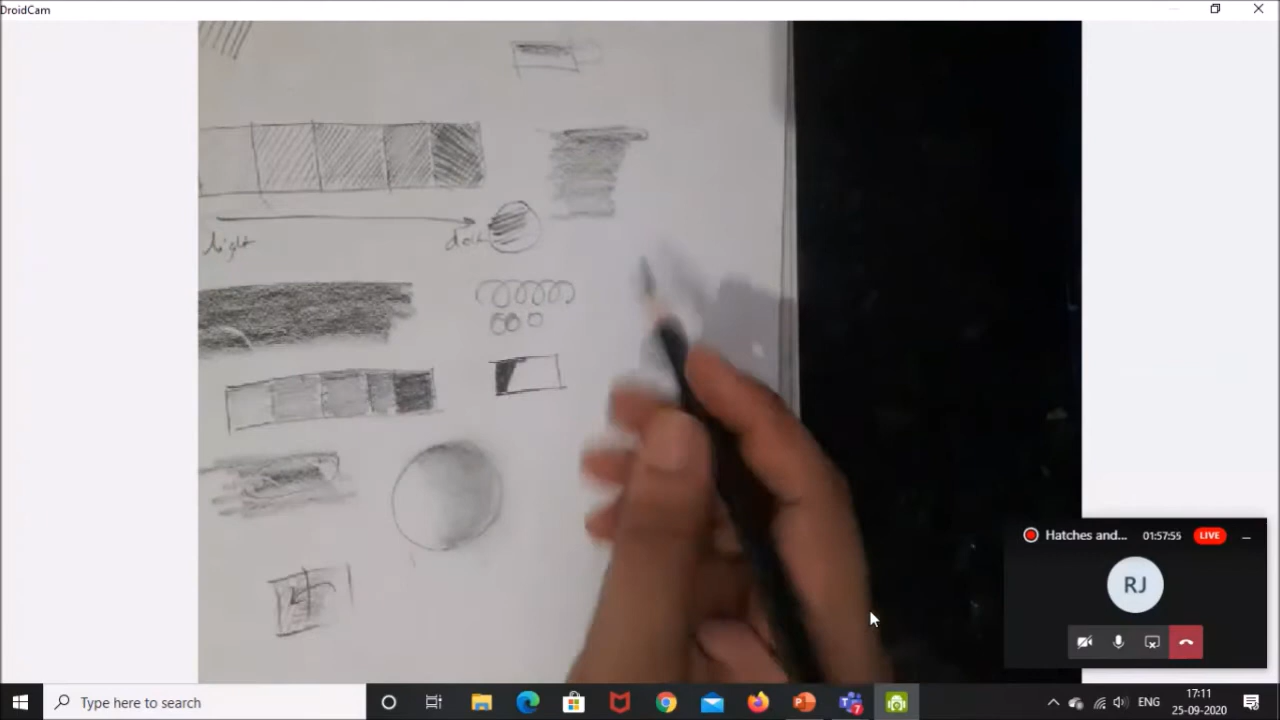 DroidCam
light
dark
Hatches and...
01:57:55
LIVE
RJ
Type here to search
7
ENG
17:11
25-09-2020